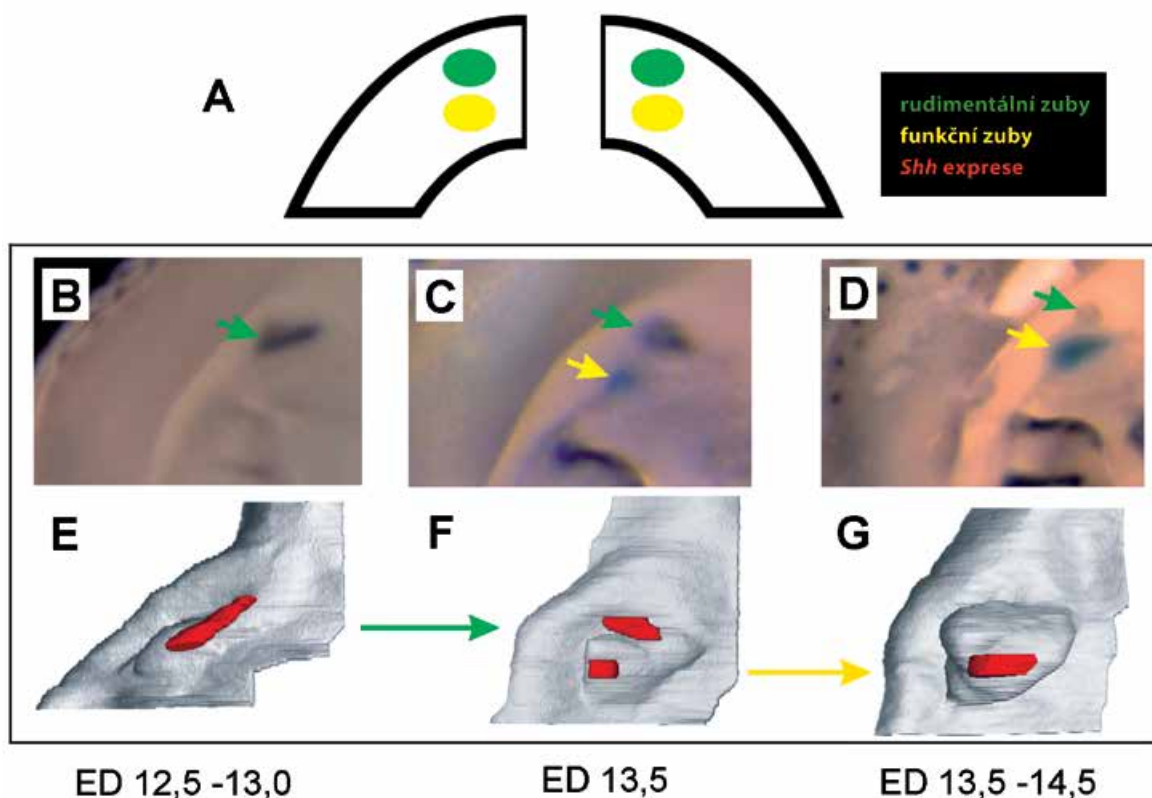 A
rudimentální zuby
funkční zuby
Shh exprese
B
C
D
E
F
G
ED 12,5 -13,0
ED 13,5
ED 13,5 -14,5